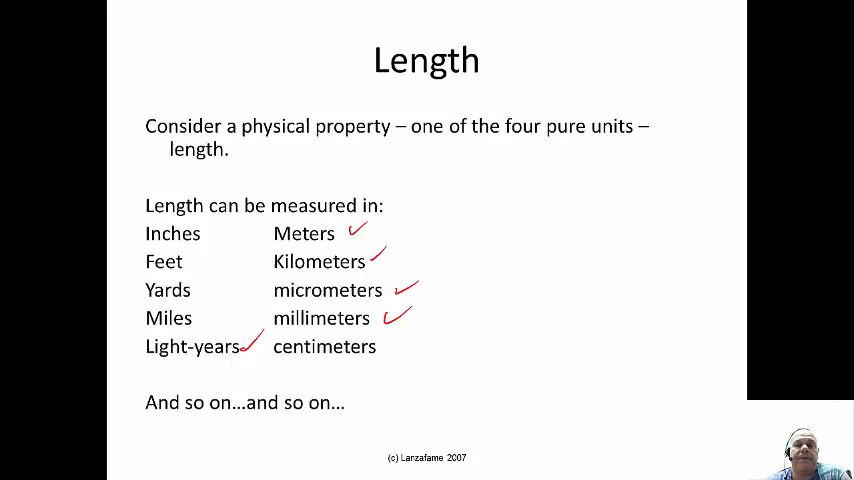 Length
Consider a physical property – one of the four pure units –
length.
Length can be measured in:
Inches Meters
Feet Kilometers
Yards micrometers
Miles millimeters
Light-years centimeters
And so on…and so on…
(c) Lanzafame 2007